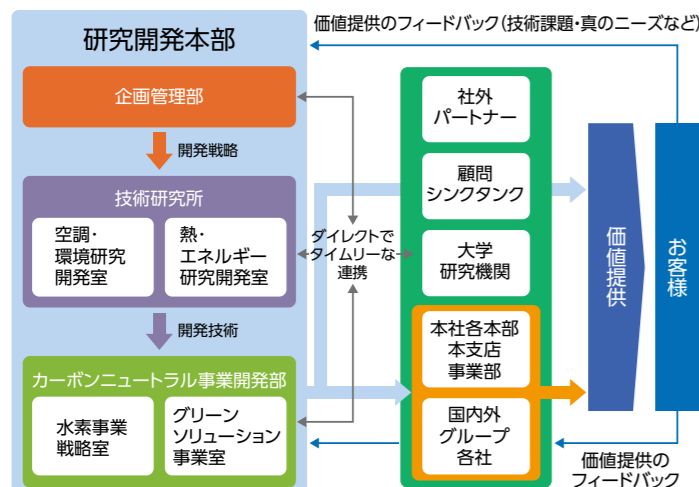 価値提供のフィードバック（技術課題・真のニーズなど）
研究開発本部
企画管理部
開発戦略
技術研究所
空調・
環境研究
開発室
熱・
エネルギー
研究開発室
開発技術
カーボンニュートラル事業開発部
水素事業
戦略室
グリーン
ソリューション
事業室
ダイレクトで
タイムリーな
連携
社外
パートナー
顧問
シンクタンク
大学
研究機関
本社各本部
本支店
事業部
国内外
グループ
各社
価値提供
お客様
価値提供の
フィードバック